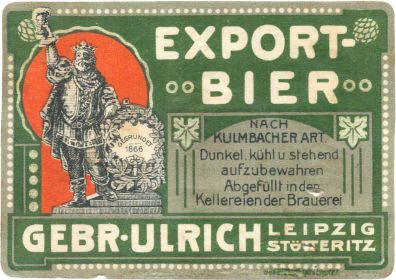 EXPORT-
BIER
GEGRÜNDET
1866
NACH
KULMBACHER ART.
Dunkel, kühl u. stehend
aufzubewahren
Abgefüllt in den
Kellereien der Brauerei
GEBR. ULRICH LEIPZIG
STÖTTERITZ